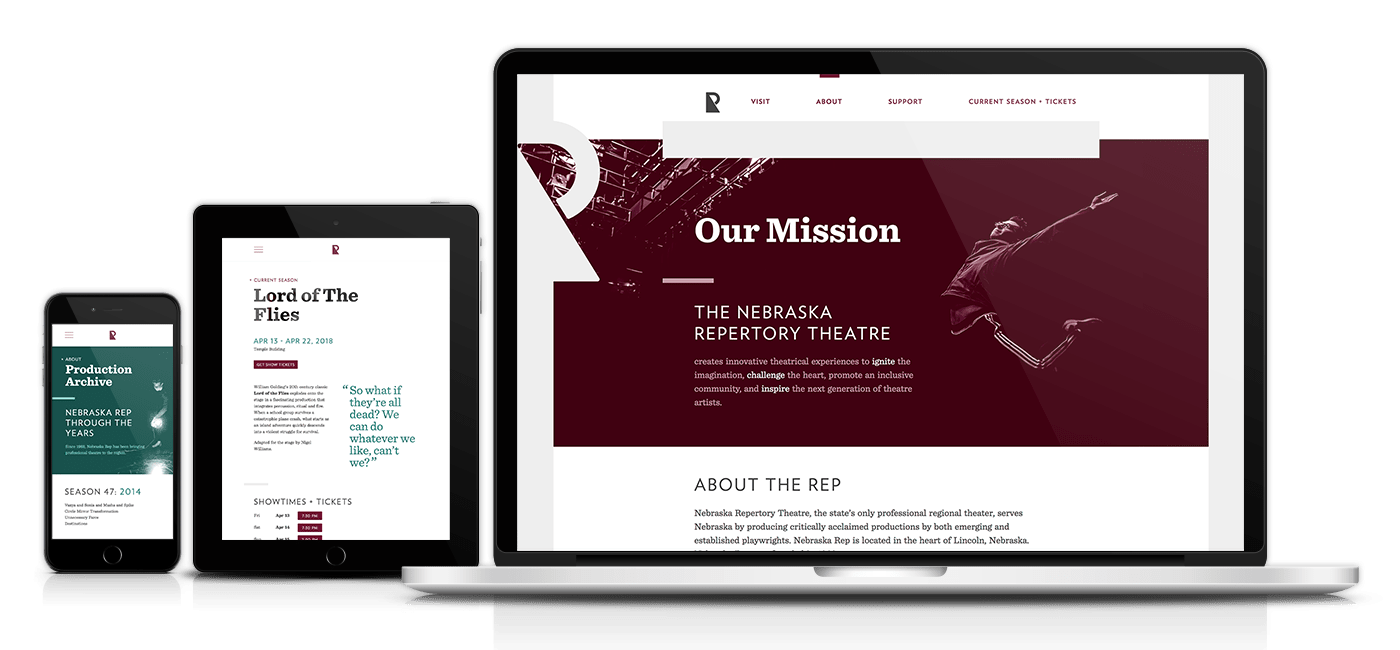 ABOUT
Production
Archive
NEBRASKA REP
THROUGH THE
YEARS
Since 1968, Nebraska Rep has been bringing
professional theatre to the region.
SEASON 47: 2014
Vanya and Sonia and Masha and Spike
Circle Mirror Transformation
Unnecessary Farce
Destinations
+ CURRENT SEASON
Lord of The
Flies
APR 13 - APR 22, 2018
Temple Building
GET SHOW TICKETS
William Golding's 20th century classic
Lord of the Flies explodes onto the
stage in a fascinating production that
integrates percussion, ritual and fire.
When a school group survives a
catastrophic plane crash, what starts as
an island adventure quickly descends
into a violent struggle for survival.
Adapted for the stage by Nigel
Williams.
“So what if
they're all
dead? We
can do
whatever we
like, can't
we?”
SHOWTIMES + TICKETS
Fri Apr 13 7:30 PM
Sat Apr 14 7:30 PM
R
VISIT ABOUT SUPPORT CURRENT SEASON + TICKETS
Our Mission
THE NEBRASKA
REPERTORY THEATRE
creates innovative theatrical experiences to ignite the
imagination, challenge the heart, promote an inclusive
community, and inspire the next generation of theatre
artists.
ABOUT THE REP
Nebraska Repertory Theatre, the state's only professional regional theater, serves
Nebraska by producing critically acclaimed productions by both emerging and
established playwrights. Nebraska Rep is located in the heart of Lincoln, Nebraska.